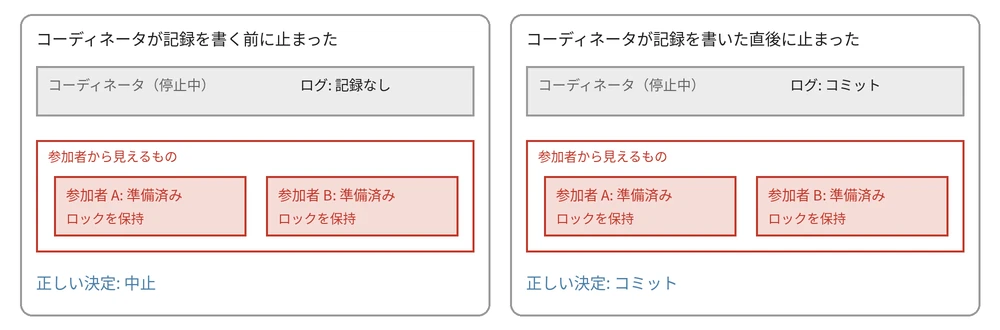 コーディネータが記録を書く前に止まった
コーディネータ（停止中） ログ: 記録なし
参加者から見えるもの
参加者 A: 準備済み
ロックを保持
参加者 B: 準備済み
ロックを保持
正しい決定: 中止
コーディネータが記録を書いた直後に止まった
コーディネータ（停止中） ログ: コミット
参加者から見えるもの
参加者 A: 準備済み
ロックを保持
参加者 B: 準備済み
ロックを保持
正しい決定: コミット